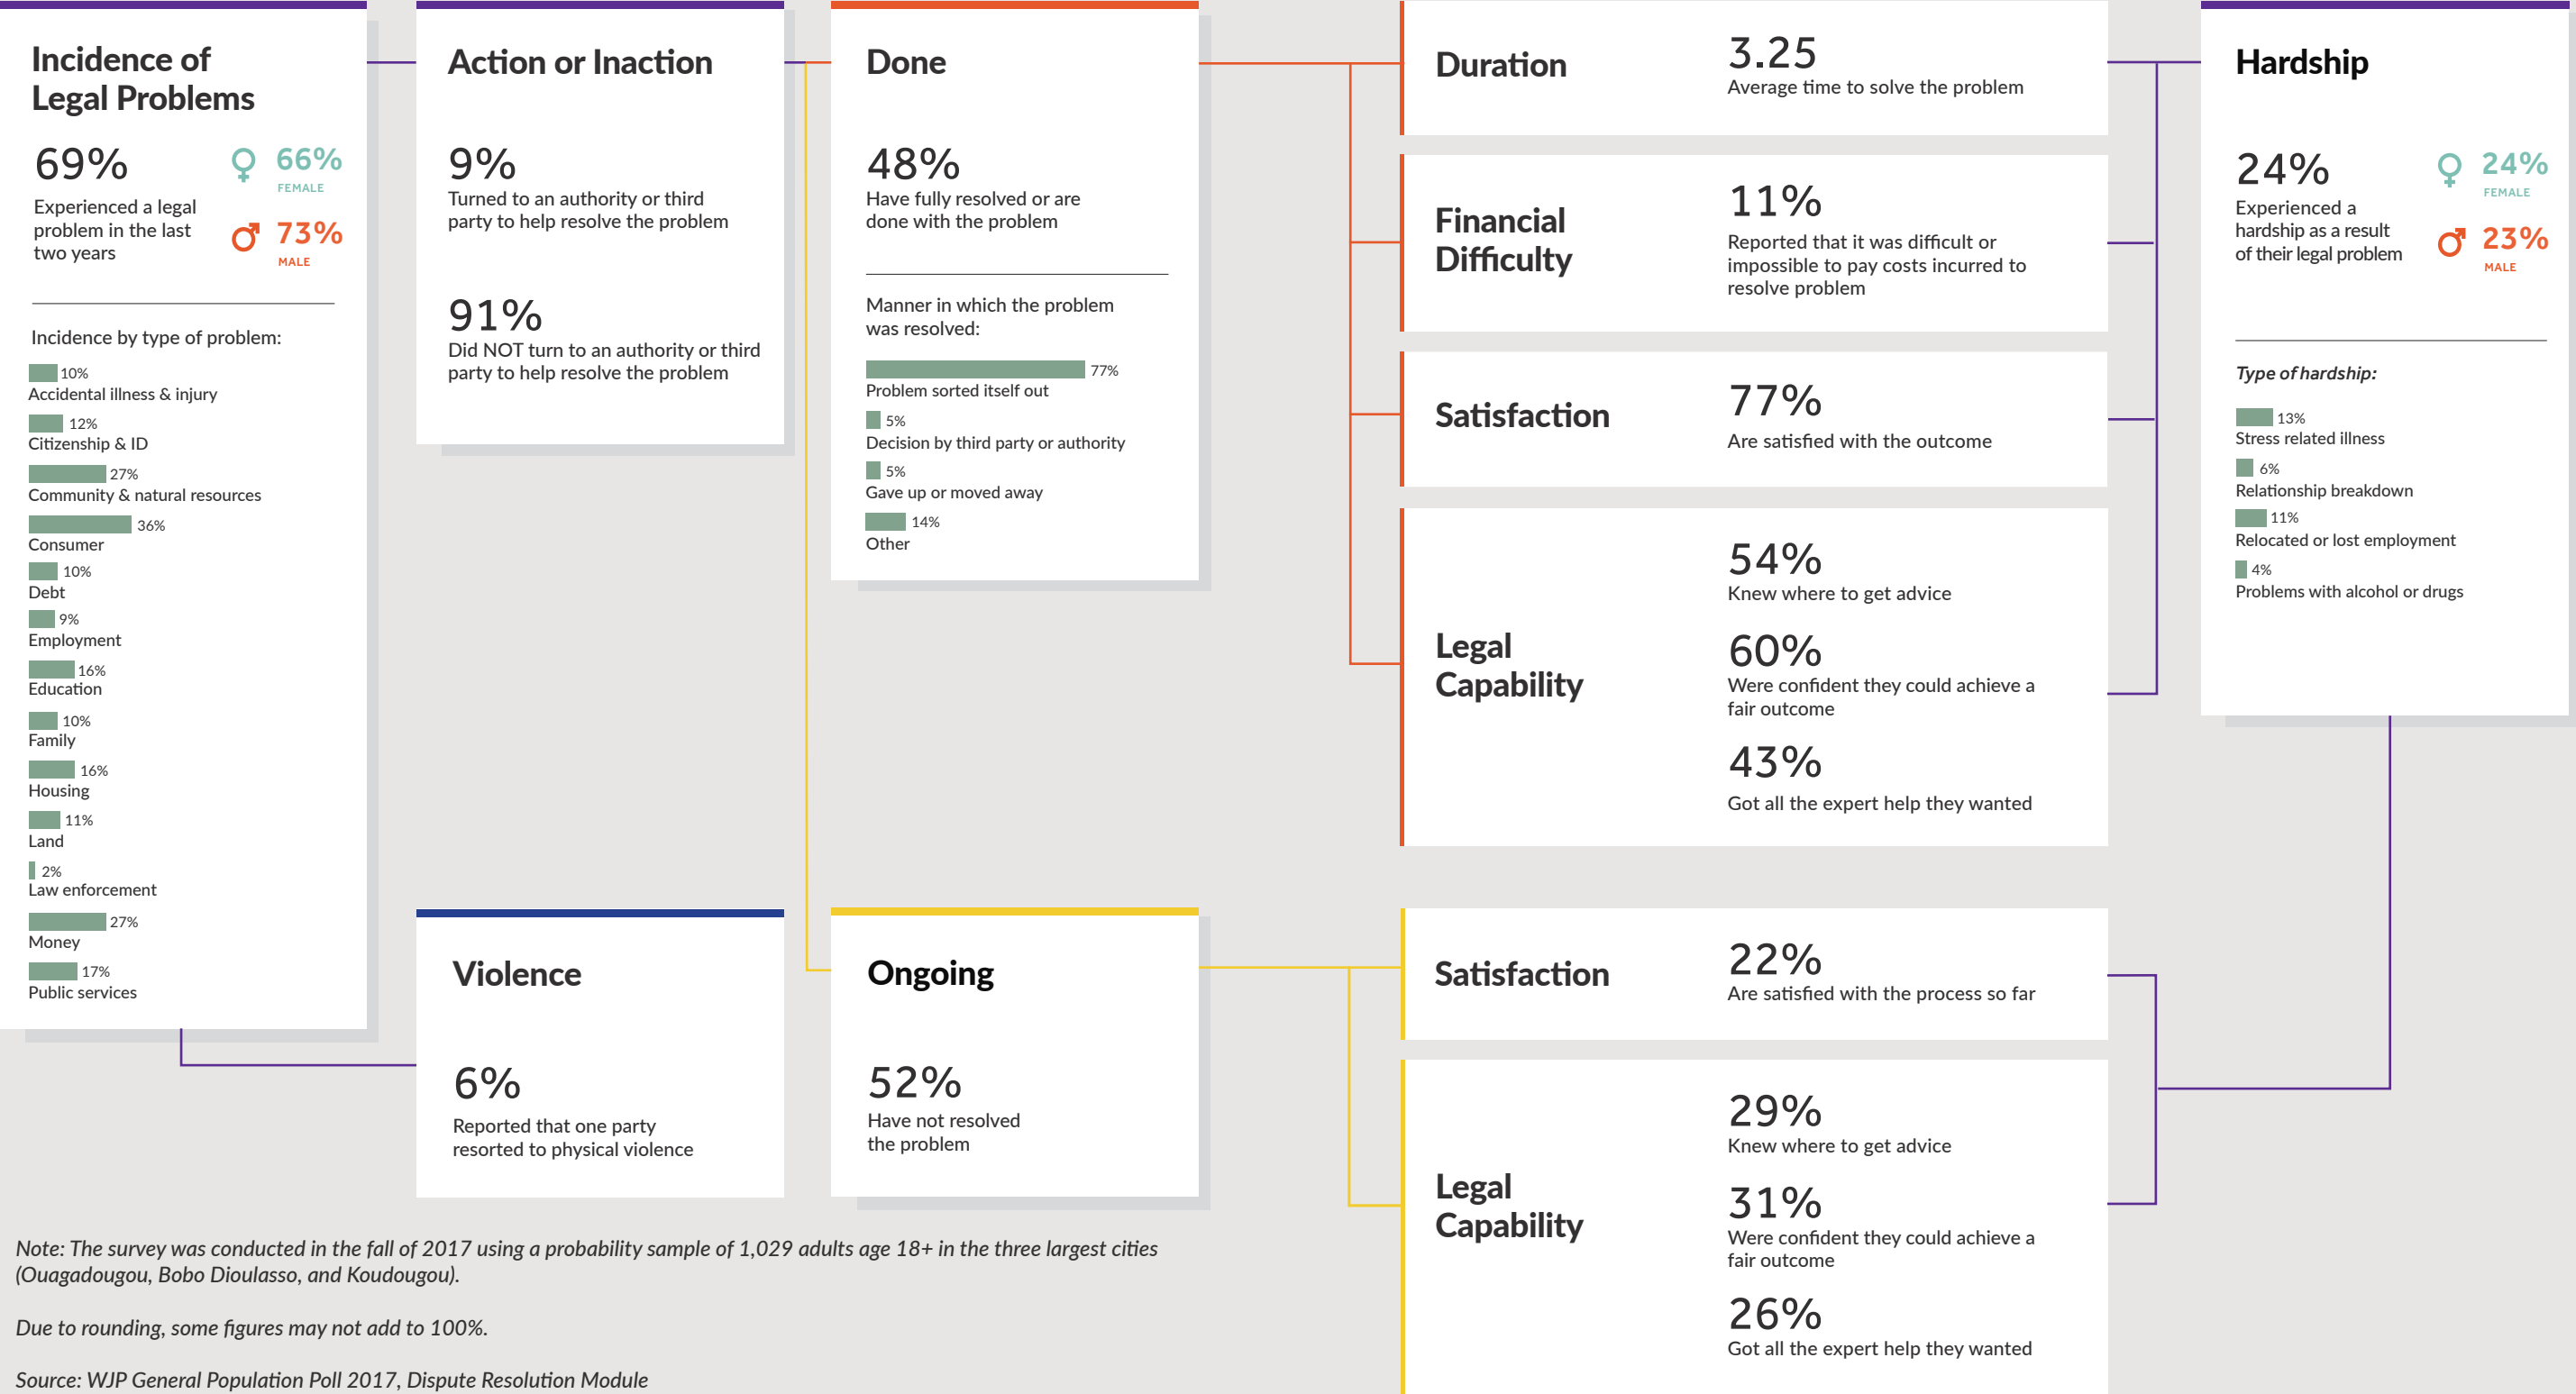 Incidence of
Legal Problems
69%
Experienced a legal
problem in the last
two years
66%
FEMALE
73%
MALE
Incidence by type of problem:
10%
Accidental illness & injury
12%
Citizenship & ID
27%
Community & natural resources
36%
Consumer
10%
Debt
9%
Employment
16%
Education
10%
Family
16%
Housing
11%
Land
2%
Law enforcement
27%
Money
17%
Public services
Action or Inaction
9%
Turned to an authority or third
party to help resolve the problem
91%
Did NOT turn to an authority or third
party to help resolve the problem
Violence
6%
Reported that one party
resorted to physical violence
Done
48%
Have fully resolved or are
done with the problem
Manner in which the problem
was resolved:
77%
Problem sorted itself out
5%
Decision by third party or authority
5%
Gave up or moved away
14%
Other
Ongoing
52%
Have not resolved
the problem
Duration
3.25
Average time to solve the problem
Financial
Difficulty
11%
Reported that it was difficult or
impossible to pay costs incurred to
resolve problem
Satisfaction
77%
Are satisfied with the outcome
Legal
Capability
54%
Knew where to get advice
60%
Were confident they could achieve a
fair outcome
43%
Got all the expert help they wanted
Satisfaction
22%
Are satisfied with the process so far
Legal
Capability
29%
Knew where to get advice
31%
Were confident they could achieve a
fair outcome
26%
Got all the expert help they wanted
Hardship
24%
Experienced a
hardship as a result
of their legal problem
24%
FEMALE
23%
MALE
Type of hardship:
13%
Stress related illness
6%
Relationship breakdown
11%
Relocated or lost employment
4%
Problems with alcohol or drugs
Note: The survey was conducted in the fall of 2017 using a probability sample of 1,029 adults age 18+ in the three largest cities
(Ouagadougou, Bobo Dioulasso, and Koudougou).
Due to rounding, some figures may not add to 100%.
Source: WJP General Population Poll 2017, Dispute Resolution Module